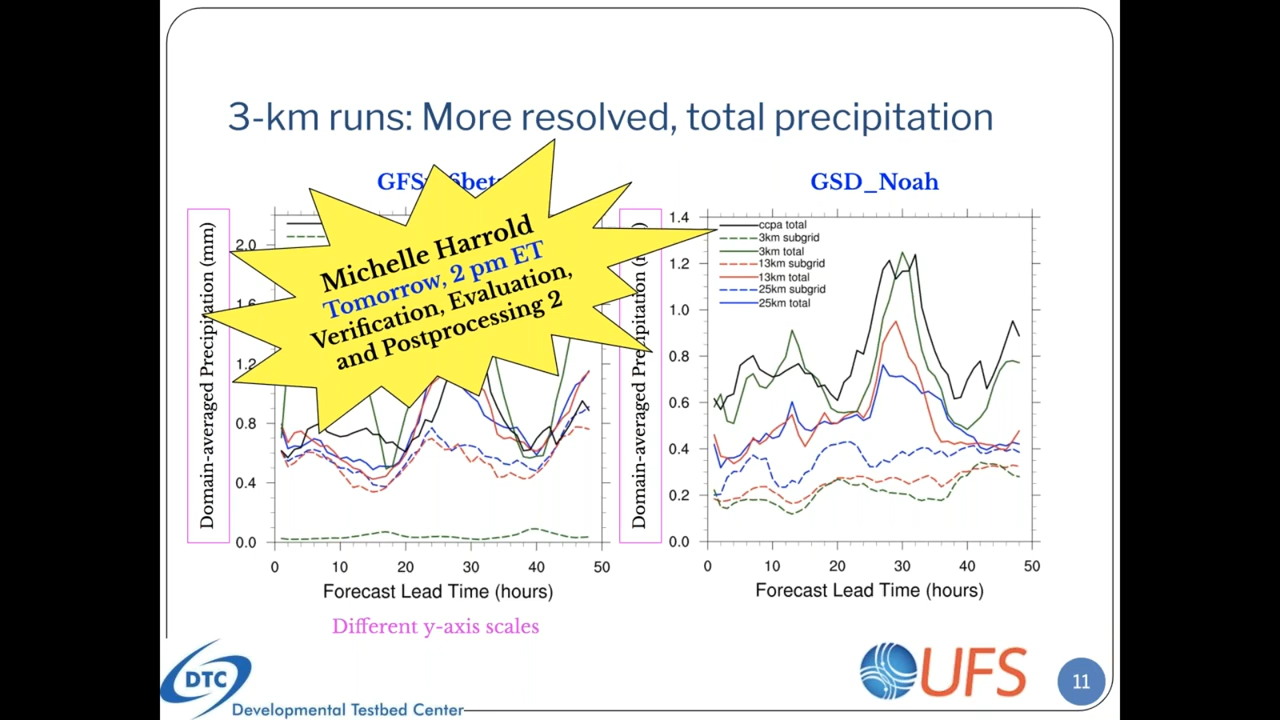 3-km runs: More resolved, total precipitation
GSD_Noah
Michelle Harrold
Tomorrow, 2 pm ET
Verification, Evaluation,
and Postprocessing 2
Domain-averaged Precipitation (mm)
2.0
0.8
0.4
0.0
0 10 20 30 40 50
Forecast Lead Time (hours)
Different y-axis scales
Domain-averaged Precipitation
1.4
1.2
1.0
0.8
0.6
0.4
0.2
0.0
ccpa total
3km subgrid
3km total
13km subgrid
13km total
25km subgrid
25km total
0 10 20 30 40 50
Forecast Lead Time (hours)
DTC
Developmental Testbed Center
UFS
11